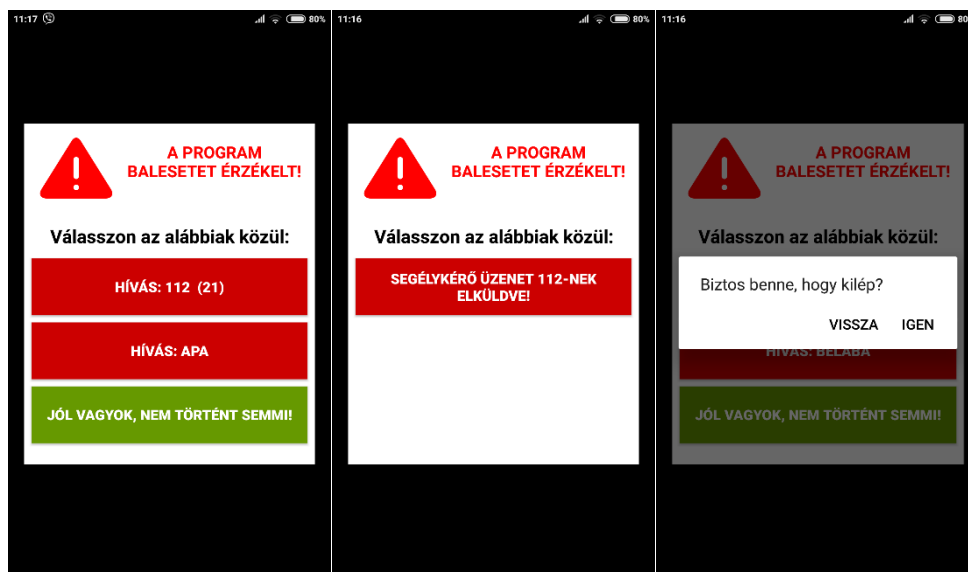 11:17
80%
A PROGRAM
BALESETET ÉRZÉKELT!
Válasszon az alábbiak közül:
HÍVÁS: 112 (21)
HÍVÁS: APA
JÓL VAGYOK, NEM TÖRTÉNT SEMMI!
11:16
80%
A PROGRAM
BALESETET ÉRZÉKELT!
Válasszon az alábbiak közül:
SEGÉLYKÉRŐ ÜZENET 112-NEK
ELKÜLDVE!
11:16
80
A PROGRAM
BALESETET ÉRZÉKELT!
Válasszon az alábbiak közül:
Biztos benne, hogy kilép?
VISSZA IGEN
HÍVÁS: BÉLABÁ
JÓL VAGYOK, NEM TÖRTÉNT SEMMI!